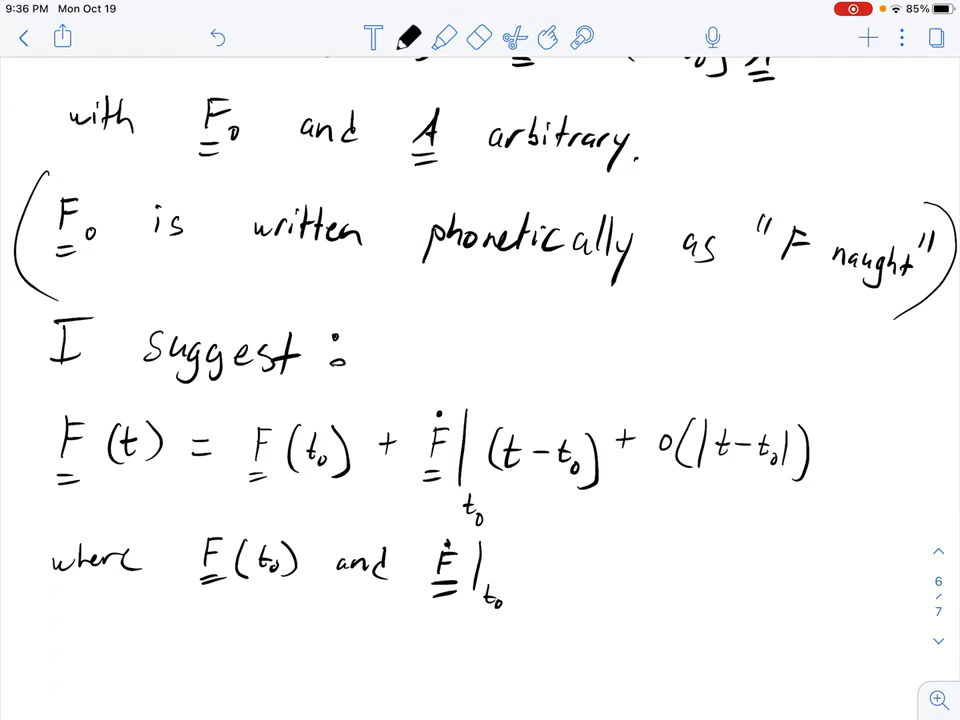 9:36 PM Mon Oct 19
85%
with F₀ and A arbitrary.
(F₀ is written phonetically as "F naught")
I suggest:
F(t) = F(t₀) + Ḟ|t₀ (t − t₀) + o(|t − t₀|)
where F(t₀) and Ḟ|t₀
6
/
7